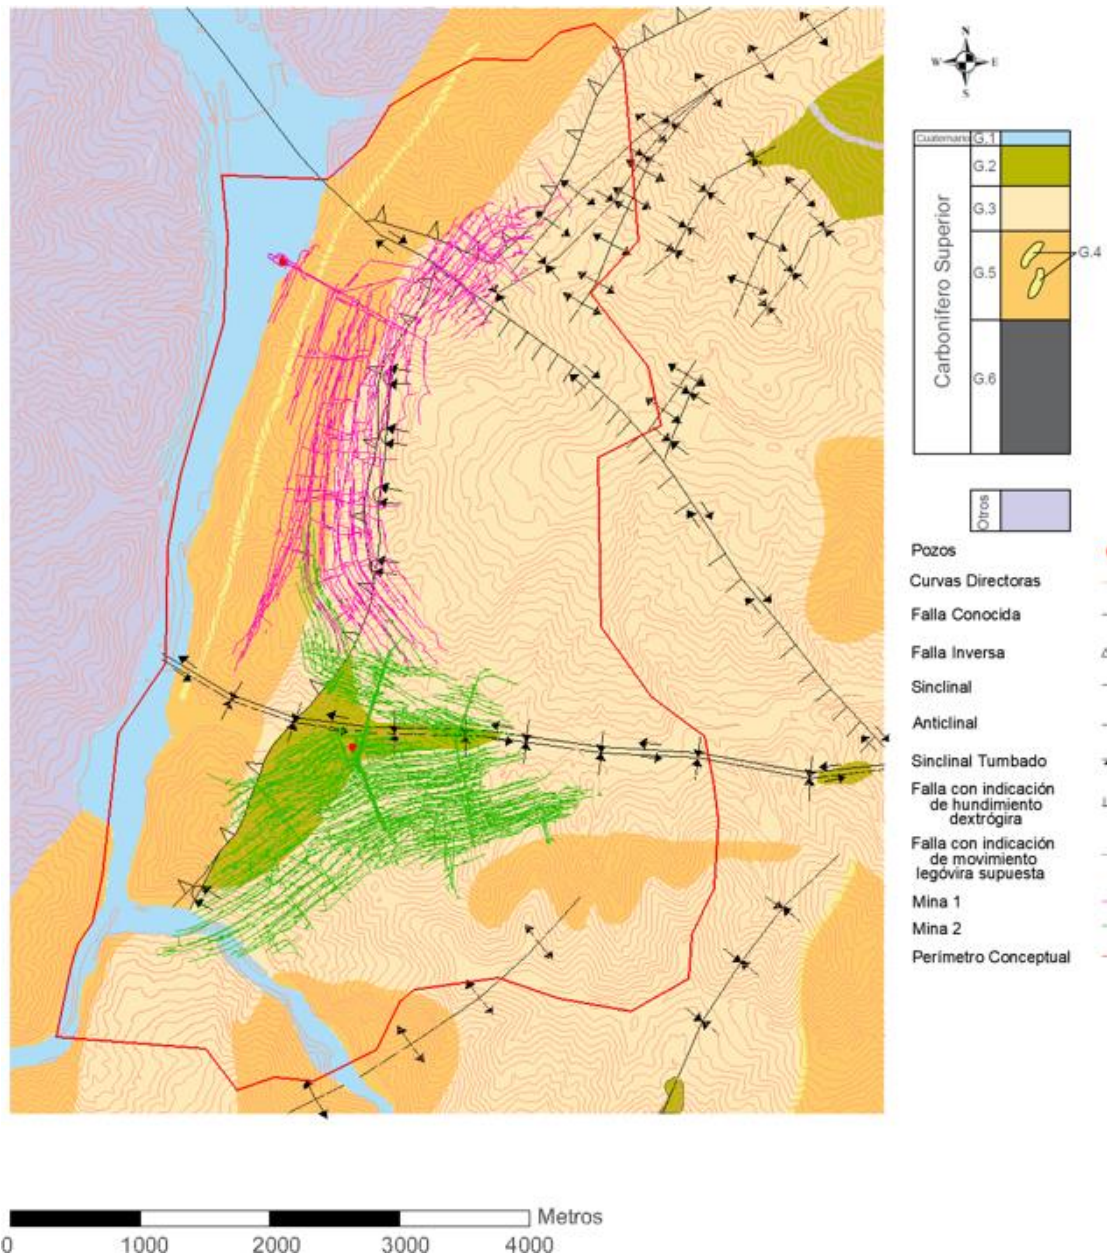 N
W E
S
Cuaternario G.1
Carbonífero Superior
G.2
G.3
G.4
G.5
G.6
Otros
Pozos
Curvas Directoras
Falla Conocida
Falla Inversa
Sinclinal
Anticlinal
Sinclinal Tumbado
Falla con indicación
de hundimiento
dextrógira
Falla con indicación
de movimiento
legóvira supuesta
Mina 1
Mina 2
Perímetro Conceptual
Metros
0 1000 2000 3000 4000